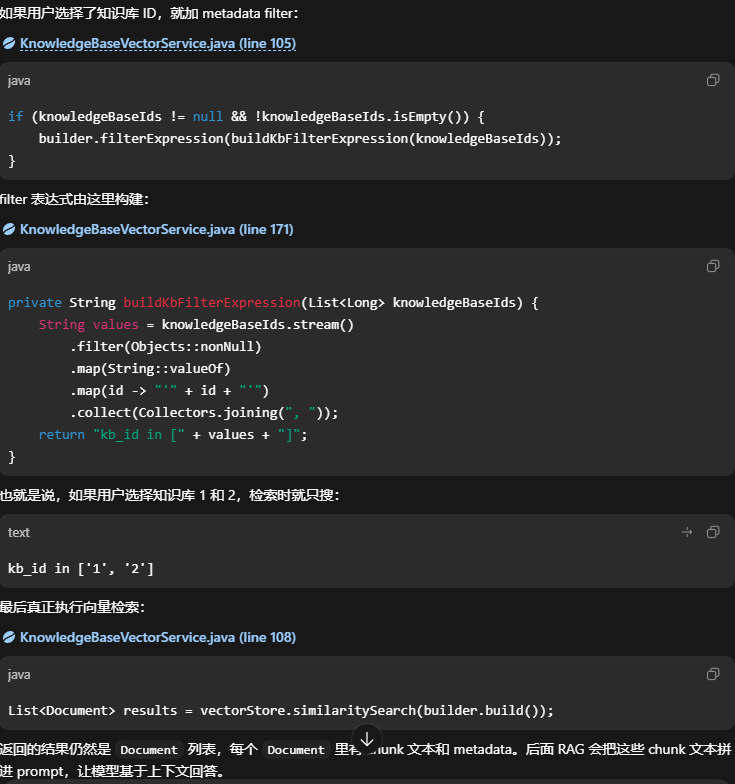 如果用户选择了知识库 ID，就加 metadata filter：
KnowledgeBaseVectorService.java (line 105)
java
if (knowledgeBaseIds != null && !knowledgeBaseIds.isEmpty()) {
    builder.filterExpression(buildKbFilterExpression(knowledgeBaseIds));
}
filter 表达式由这里构建：
KnowledgeBaseVectorService.java (line 171)
java
private String buildKbFilterExpression(List<Long> knowledgeBaseIds) {
    String values = knowledgeBaseIds.stream()
        .filter(Objects::nonNull)
        .map(String::valueOf)
        .map(id -> "'" + id + "'")
        .collect(Collectors.joining(", "));
    return "kb_id in [" + values + "]";
}
也就是说，如果用户选择知识库 1 和 2，检索时就只搜：
text
kb_id in ['1', '2']
最后真正执行向量检索：
KnowledgeBaseVectorService.java (line 108)
java
List<Document> results = vectorStore.similaritySearch(builder.build());
返回的结果仍然是 Document 列表，每个 Document 里 hunk 文本和 metadata。后面 RAG 会把这些 chunk 文本拼
进 prompt，让模型基于上下文回答。